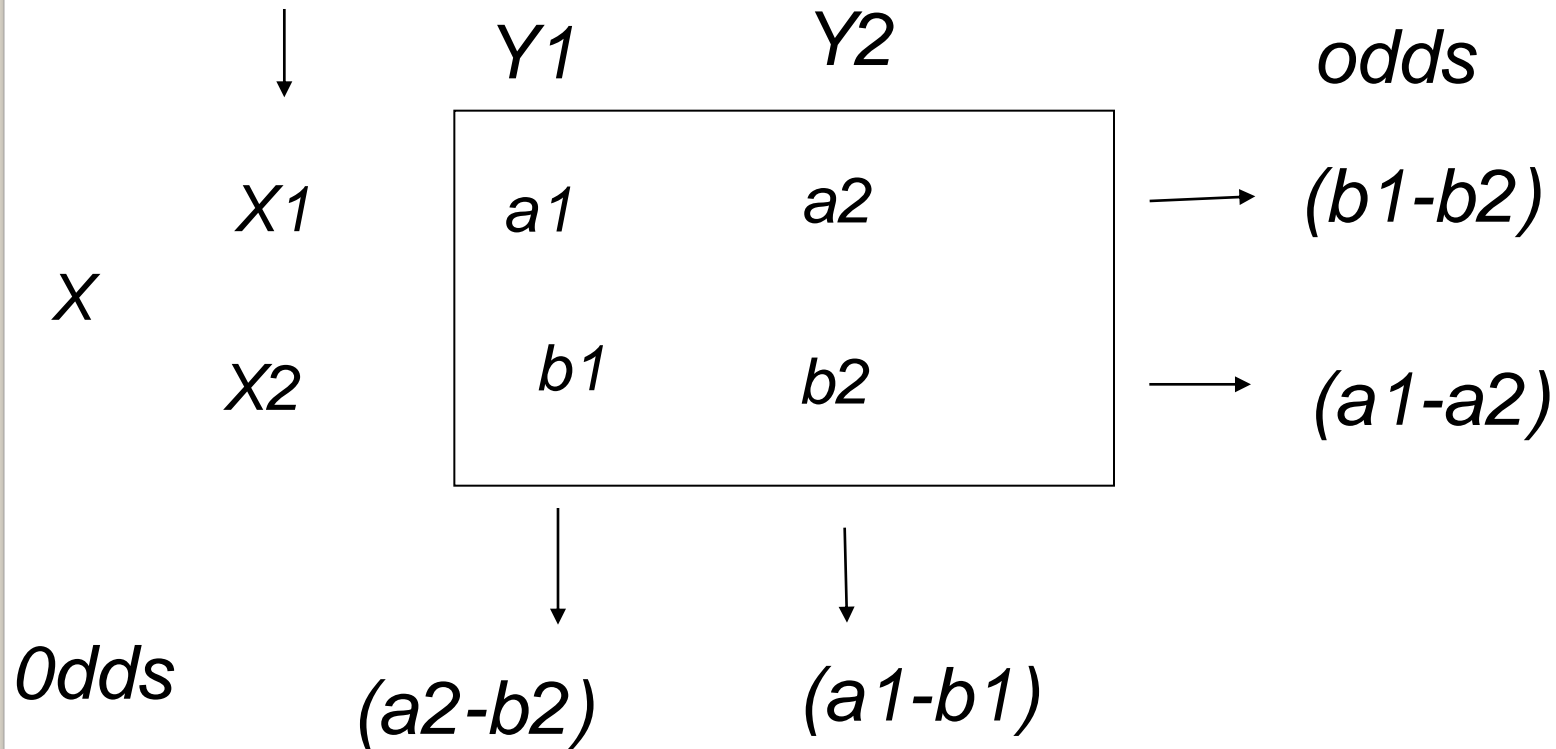 Y1 Y2 odds
X1 a1 a2 (b1-b2)
X
X2 b1 b2 (a1-a2)
0dds (a2-b2) (a1-b1)